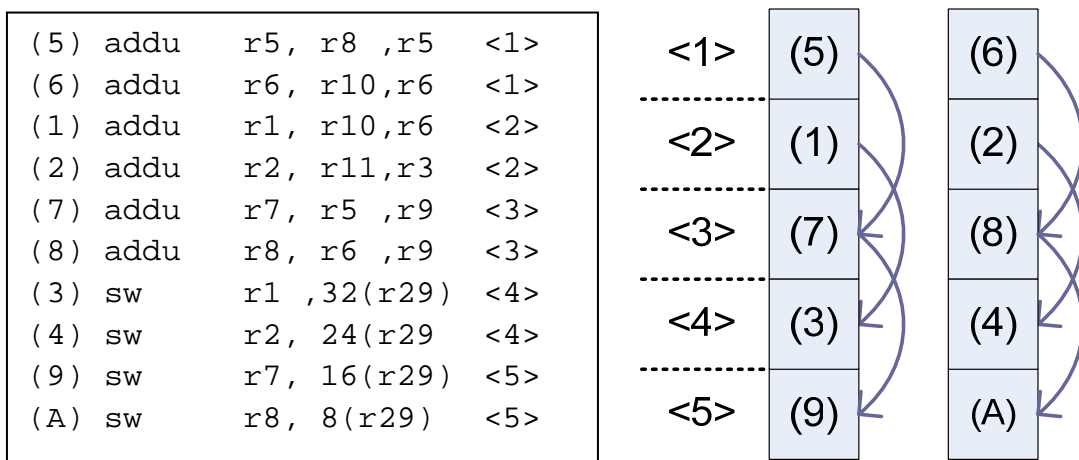 (5) addu r5, r8 ,r5 <1>
(6) addu r6, r10,r6 <1>
(1) addu r1, r10,r6 <2>
(2) addu r2, r11,r3 <2>
(7) addu r7, r5 ,r9 <3>
(8) addu r8, r6 ,r9 <3>
(3) sw r1 ,32(r29) <4>
(4) sw r2, 24(r29 <4>
(9) sw r7, 16(r29) <5>
(A) sw r8, 8(r29) <5>
<1> (5) (6)
<2> (1) (2)
<3> (7) (8)
<4> (3) (4)
<5> (9) (A)